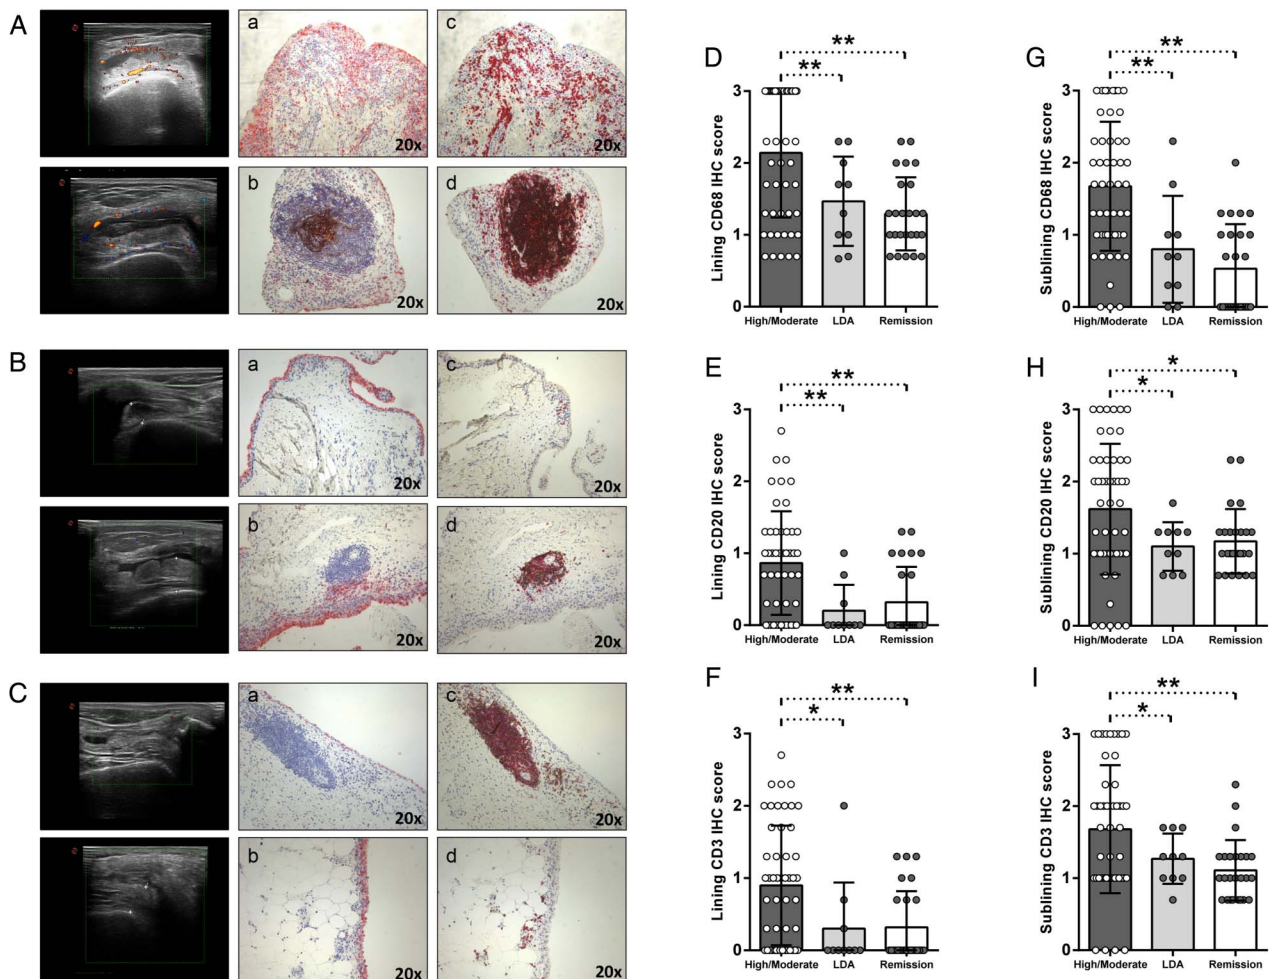 A
a
20x
c
20x
b
20x
d
20x
B
a
20x
c
20x
b
20x
d
20x
C
a
20x
c
20x
b
20x
d
20x
D
**
**
Lining CD68 IHC score
3
2
1
0
High/Moderate LDA Remission
G
**
**
Sublining CD68 IHC score
3
2
1
0
High/Moderate LDA Remission
E
**
**
Lining CD20 IHC score
3
2
1
0
High/Moderate LDA Remission
H
*
*
Sublining CD20 IHC score
3
2
1
0
High/Moderate LDA Remission
F
**
*
Lining CD3 IHC score
3
2
1
0
High/Moderate LDA Remission
I
**
*
Sublining CD3 IHC score
3
2
1
0
High/Moderate LDA Remission